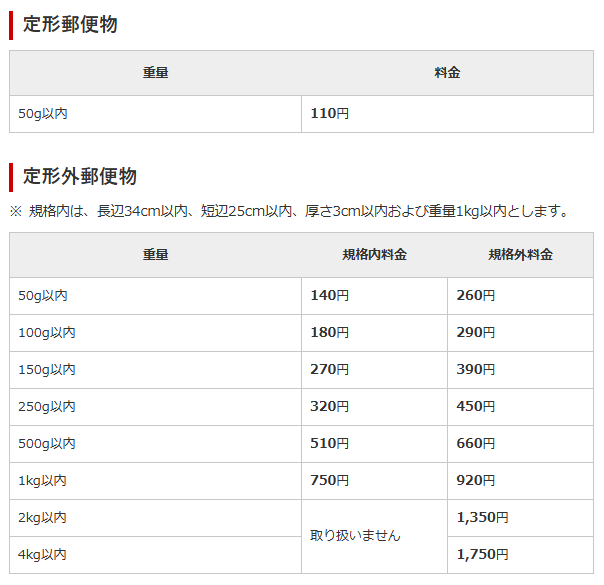 定形郵便物
重量 料金
50g以内 110円
定形外郵便物
※ 規格内は、長辺34cm以内、短辺25cm以内、厚さ3cm以内および重量1kg以内とします。
重量 規格内料金 規格外料金
50g以内 140円 260円
100g以内 180円 290円
150g以内 270円 390円
250g以内 320円 450円
500g以内 510円 660円
1kg以内 750円 920円
2kg以内 取り扱いません 1,350円
4kg以内 1,750円